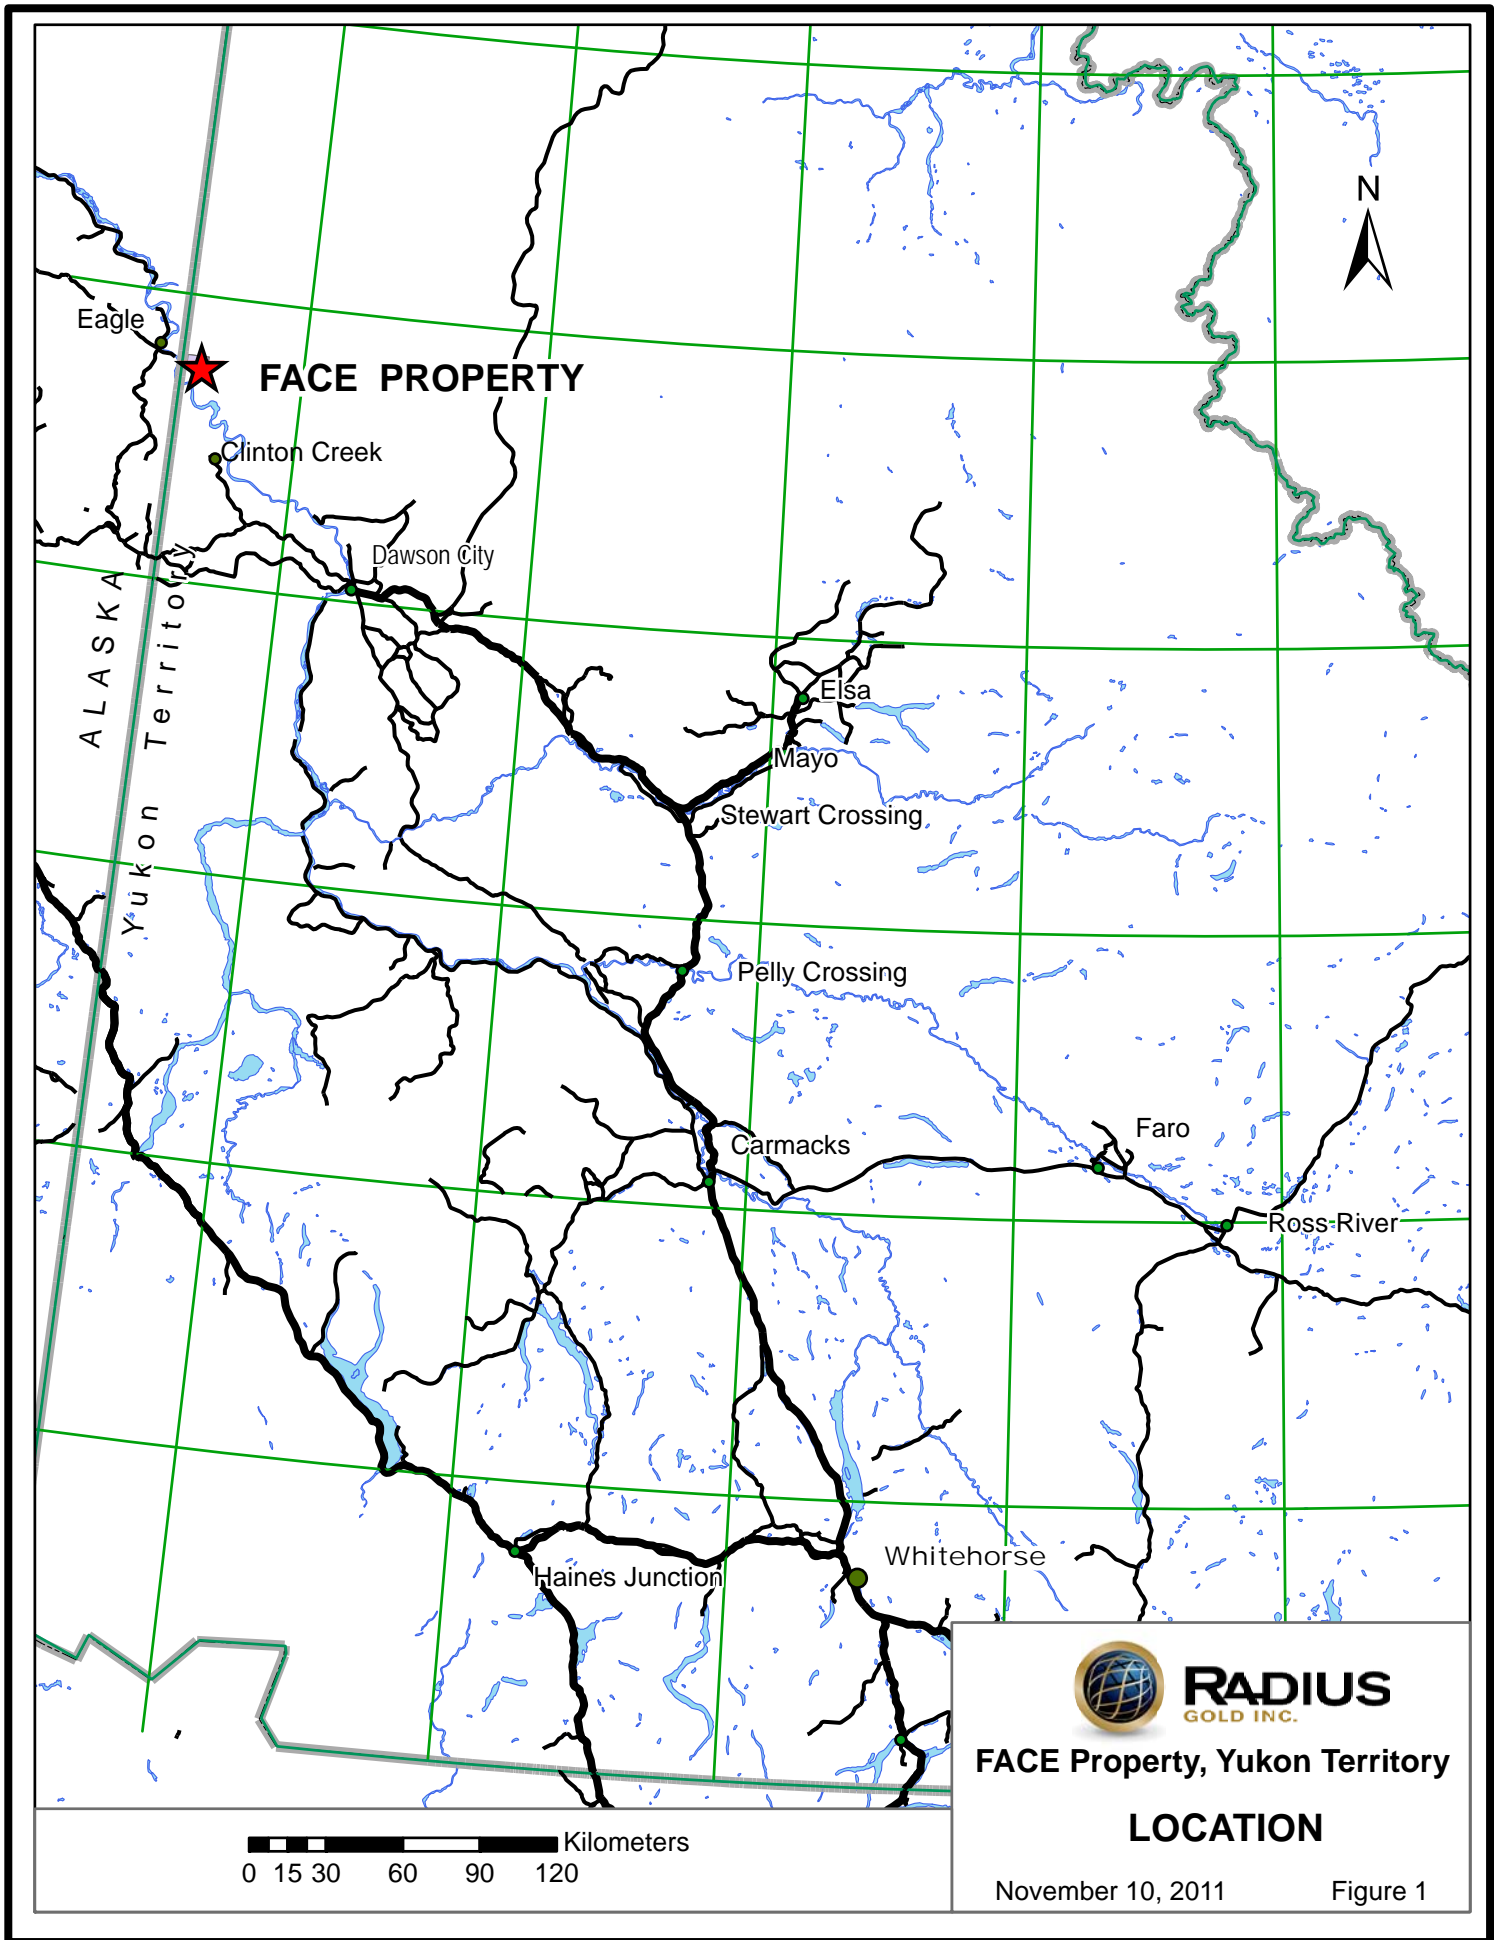 N
Eagle
FACE PROPERTY
Clinton Creek
Dawson City
ALASKA
Yukon Territory
Elsa
Mayo
Stewart Crossing
Pelly Crossing
Carmacks
Faro
Ross River
Whitehorse
Haines Junction
RADIUS
GOLD INC.
FACE Property, Yukon Territory
LOCATION
November 10, 2011 Figure 1
Kilometers
0 15 30 60 90 120